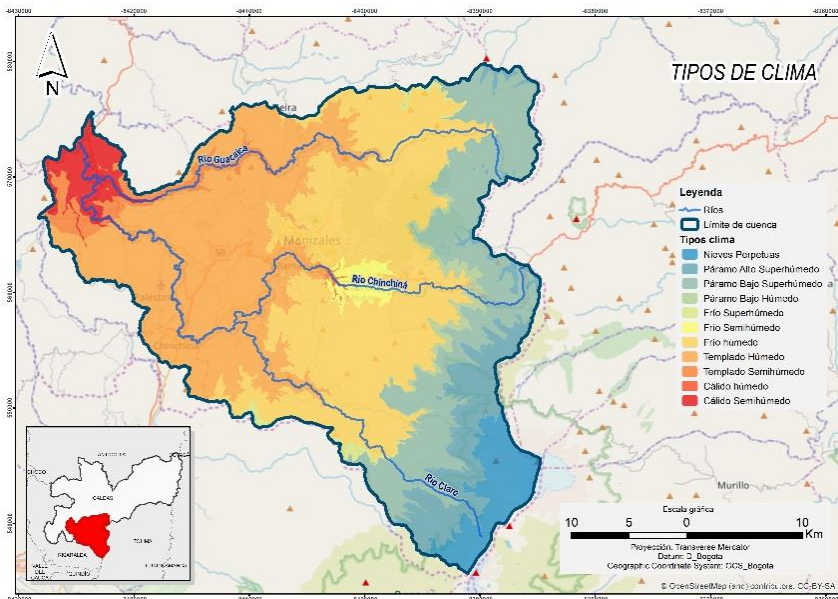 TIPOS DE CLIMA
N
Río Guacaica
Manizales
Río Chinchiná
Río Claro
Murillo
Leyenda
Ríos
Límite de cuenca
Tipos clima
Nieves Perpetuas
Páramo Alto Superhúmedo
Páramo Bajo Superhúmedo
Páramo Bajo Húmedo
Frío Superhúmedo
Frío Semihúmedo
Frío húmedo
Templado Húmedo
Templado Semihúmedo
Cálido húmedo
Cálido Semihúmedo
CALDAS
RISARALDA
TOLIMA
Escala gráfica
10 5 0 10
Km
Proyección: Transverse Mercator
Datum: D_Bogota
Geographic Coordinate System: GCS_Bogota
© OpenStreetMap (and) contributors, CC-BY-SA